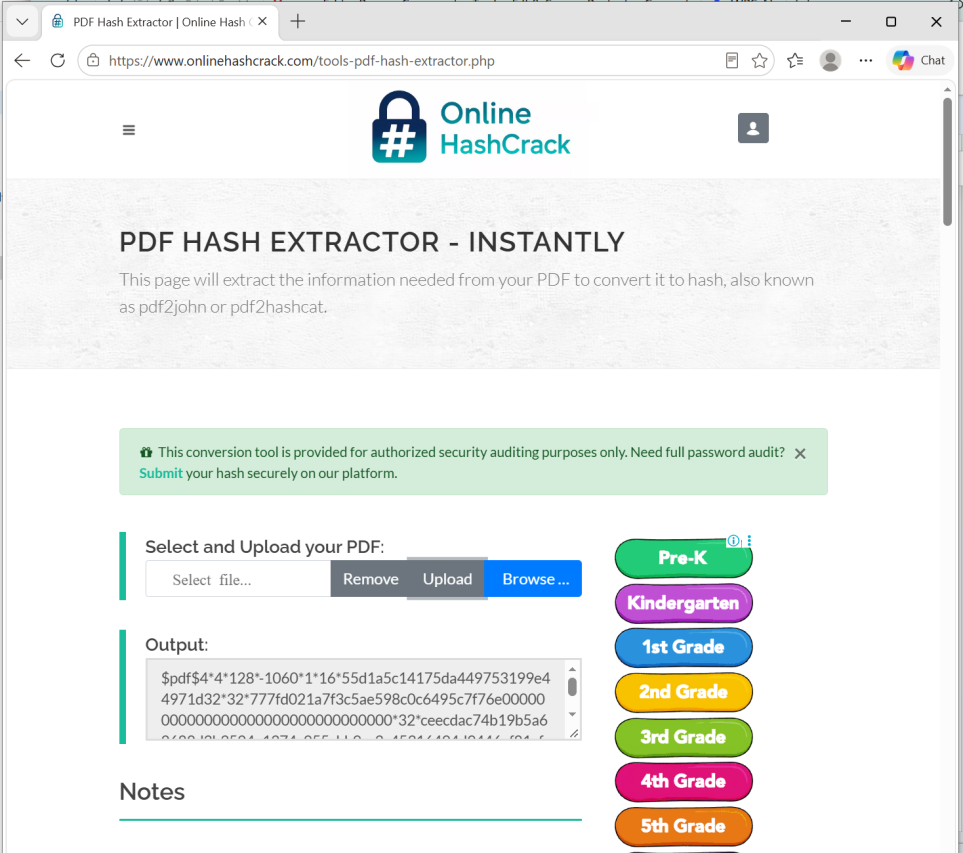 PDF Hash Extractor | Online Hash C
https://www.onlinehashcrack.com/tools-pdf-hash-extractor.php
Chat
Online
HashCrack
PDF HASH EXTRACTOR - INSTANTLY
This page will extract the information needed from your PDF to convert it to hash, also known
as pdf2john or pdf2hashcat.
This conversion tool is provided for authorized security auditing purposes only. Need full password audit?
Submit your hash securely on our platform.
Select and Upload your PDF:
Select file...
Remove
Upload
Browse ...
Output:
$pdf$4*4*128*-1060*1*16*55d1a5c14175da449753199e4
4971d32*32*777fd021a7f3c5ae598c0c6495c7f76e00000
000000000000000000000000000*32*ceecdac74b19b5a6
Notes
Pre-K
Kindergarten
1st Grade
2nd Grade
3rd Grade
4th Grade
5th Grade